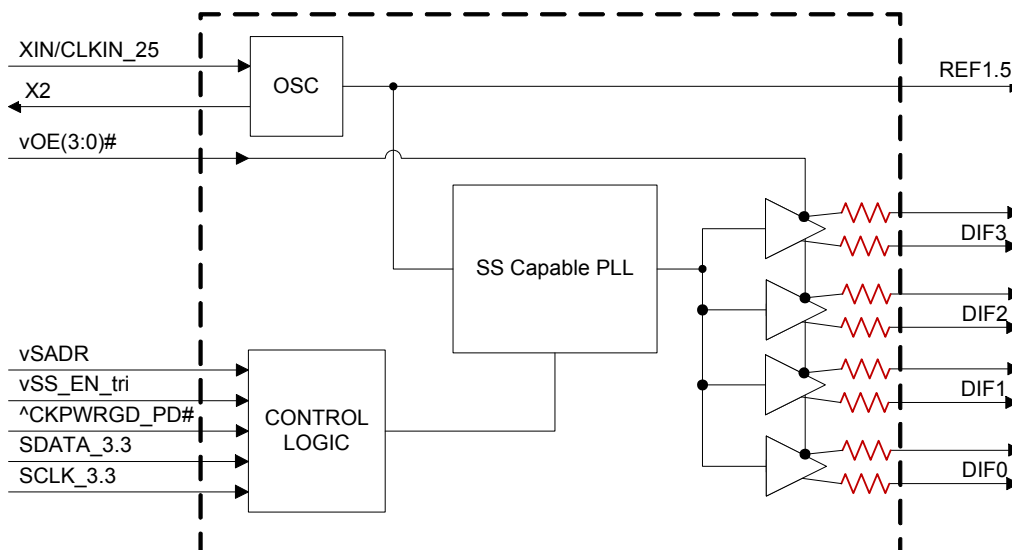 XIN/CLKIN_25
X2
OSC
REF1.5
vOE(3:0)#
SS Capable PLL
DIF3
DIF2
DIF1
DIF0
vSADR
vSS_EN_tri
^CKPWRGD_PD#
SDATA_3.3
SCLK_3.3
CONTROL
LOGIC